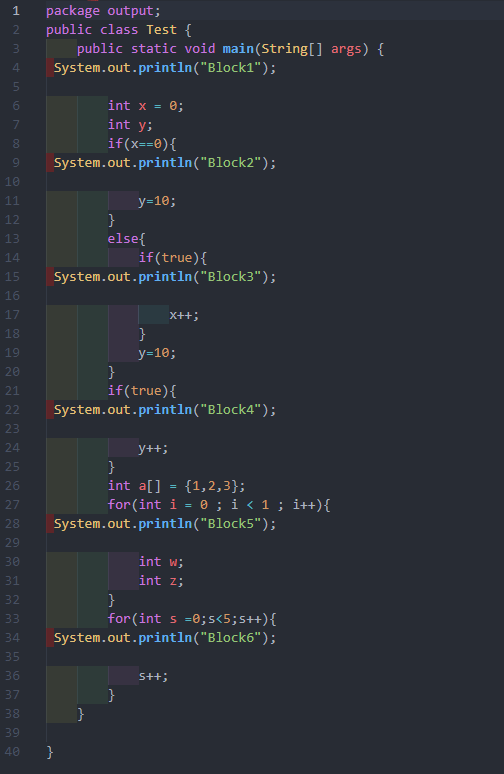 1 package output;
2 public class Test {
3 public static void main(String[] args) {
4 System.out.println("Block1");
5
6 int x = 0;
7 int y;
8 if(x==0){
9 System.out.println("Block2");
10
11 y=10;
12 }
13 else{
14 if(true){
15 System.out.println("Block3");
16
17 x++;
18 }
19 y=10;
20 }
21 if(true){
22 System.out.println("Block4");
23
24 y++;
25 }
26 int a[] = {1,2,3};
27 for(int i = 0 ; i < 1 ; i++){
28 System.out.println("Block5");
29
30 int w;
31 int z;
32 }
33 for(int s =0;s<5;s++){
34 System.out.println("Block6");
35
36 s++;
37 }
38 }
39
40 }